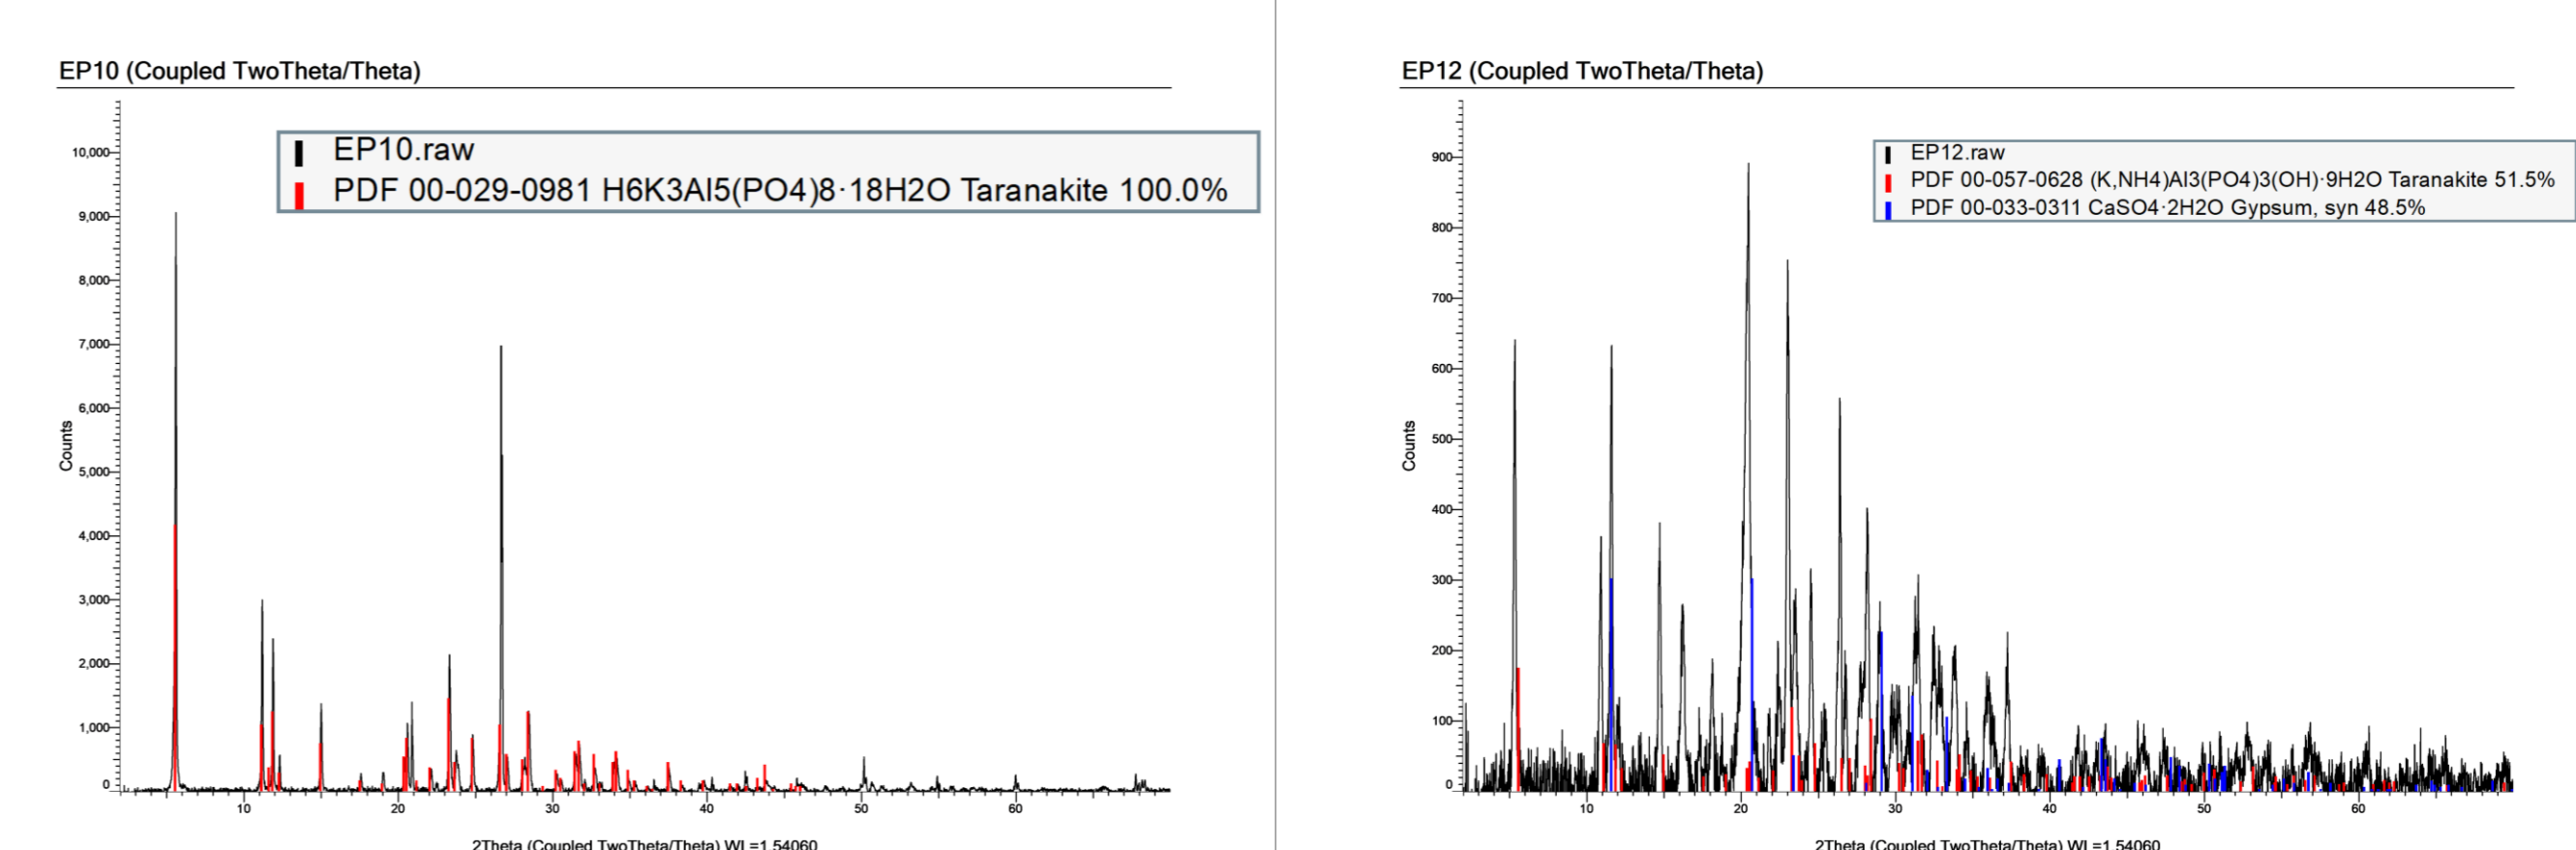 EP10 (Coupled TwoTheta/Theta)
EP10.raw
PDF 00-029-0981 H6K3Al5(PO4)8·18H2O Taranakite 100.0%
10,000
9,000
8,000
7,000
6,000
5,000
4,000
3,000
2,000
1,000
0
Counts
10 20 30 40 50 60
2Theta (Coupled TwoTheta/Theta) WL=1.54060
EP12 (Coupled TwoTheta/Theta)
EP12.raw
PDF 00-057-0628 (K,NH4)Al3(PO4)3(OH)·9H2O Taranakite 51.5%
PDF 00-033-0311 CaSO4·2H2O Gypsum, syn 48.5%
900
800
700
600
500
400
300
200
100
0
Counts
10 20 30 40 50 60
2Theta (Coupled TwoTheta/Theta) WL=1.54060